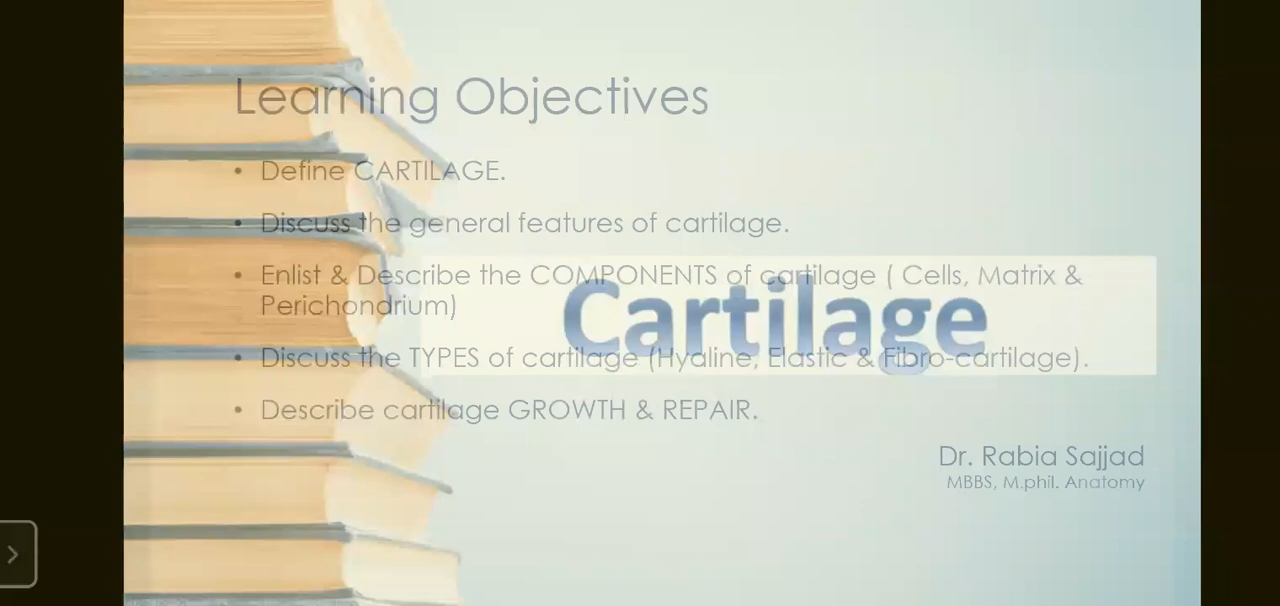 Learning Objectives
• Define CARTILAGE.
• Discuss the general features of cartilage.
• Enlist & Describe the COMPONENTS of cartilage ( Cells, Matrix &
Perichondrium)
Cartilage
• Discuss the TYPES of cartilage (Hyaline, Elastic & Fibro-cartilage).
• Describe cartilage GROWTH & REPAIR.
Dr. Rabia Sajjad
MBBS, M.phil. Anatomy